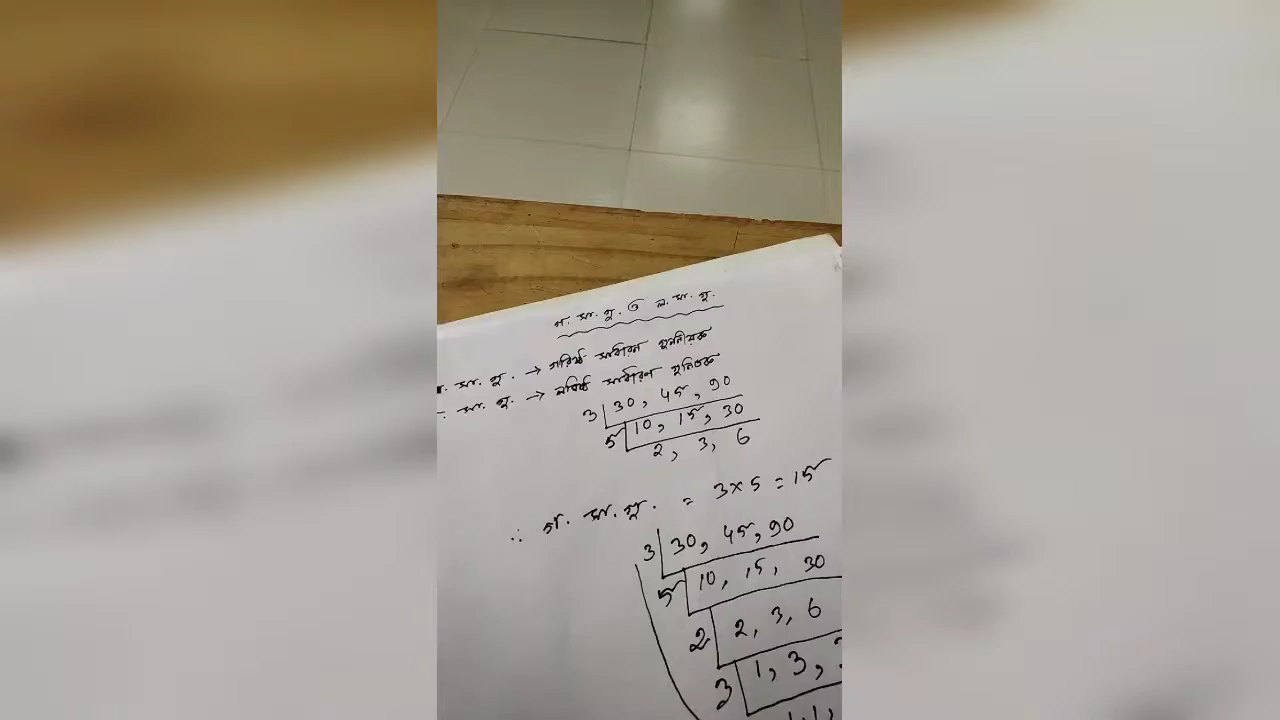 গ. সা. গু. ও ল. সা. গু.
সা. গু. → গরিষ্ঠ সাধারণ গুননীয়ক
সা. গু. → লঘিষ্ঠ সাধারণ গুনিতক
3 30, 45, 90
5 10, 15, 30
2, 3, 6
∴ গ. সা. গু. = 3×5 = 15
3 30, 45, 90
5 10, 15, 30
2 2, 3, 6
3 1, 3,